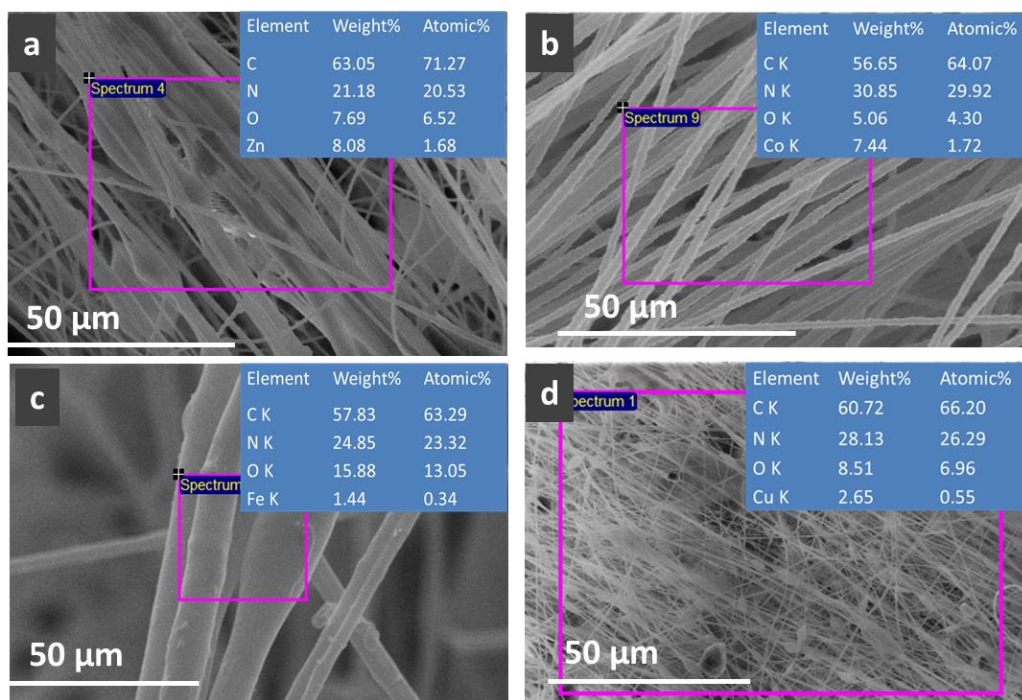 a
Element Weight% Atomic%
C 63.05 71.27
N 21.18 20.53
O 7.69 6.52
Zn 8.08 1.68
Spectrum 4
50 µm
b
Element Weight% Atomic%
C K 56.65 64.07
N K 30.85 29.92
O K 5.06 4.30
Co K 7.44 1.72
Spectrum 9
50 µm
c
Element Weight% Atomic%
C K 57.83 63.29
N K 24.85 23.32
O K 15.88 13.05
Fe K 1.44 0.34
Spectrum
50 µm
d
Element Weight% Atomic%
C K 60.72 66.20
N K 28.13 26.29
O K 8.51 6.96
Cu K 2.65 0.55
pectrum 1
50 µm